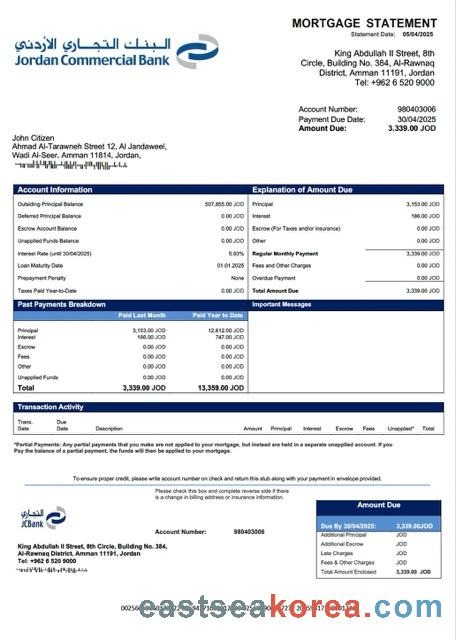 البنك التجاري الأردني
Jordan Commercial Bank
MORTGAGE STATEMENT
Statement Date: 05/04/2025
King Abdullah II Street, 8th
Circle, Building No. 384, Al-Rawnaq
District, Amman 11191, Jordan
Tel: +962 6 520 9000
Account Number: 980403006
Payment Due Date: 30/04/2025
Amount Due: 3.339.00 JOD
John Citizen
Ahmad Al-Tarawneh Street 12, Al Jandaweel,
Wadi Al-Seer, Amman 11814, Jordan,
Account Information
Outsiding Principal Balance 507,855.00 JOD
Deferred Principal Balance 0.00 JOD
Escrow Account Balance 0.00 JOD
Unapplied Funds Balance 0.00 JOD
Interest Rate (until 30/04/2025) 5.93%
Loan Maturity Date 01.01.2025
Prepayment Penalty None
Taxes Paid Year-to-Date 0.00 JOD
Explanation of Amount Due
Principal 3,153.00 JOD
Interest 186.00 JOD
Escrow (For Taxes and/or insurance) 0.00 JOD
Other 0.00 JOD
Regular Monthly Payment 3,339.00 JOD
Fees and Other Charges 0.00 JOD
Overdue Payment 0.00 JOD
Total Amount Due 3,339.00 JOD
Past Payments Breakdown
Paid Last Month Paid Year to Date
Principal 3,153.00 JOD 12,612.00 JOD
Interest 186.00 JOD 747.00 JOD
Escrow 0.00 JOD 0.00 JOD
Fees 0.00 JOD 0.00 JOD
Other 0.00 JOD 0.00 JOD
Unapplied Funds 0.00 JOD 0.00 JOD
Total 3,339.00 JOD 13,359.00 JOD
Important Messages
Transaction Activity
Trans. Date Due Date Description Amount Principal Interest Escrow Fees Unapplied* Total
*Partial Payments: Any partial payments that you make are not applied to your mortgage, but instead are held in a separate unapplied account. If you
Pay the balance of a partial payment, the funds will then be applied to your mortgage.
To ensure proper credit, please write account number on check and return this stub along with your payment in envelope provided.
Please check this box and complete reverse side if there
is a change in billing address or insurance information.
التجاري
JCBank
Account Number: 980403006
King Abdullah II Street, 8th Circle, Building No. 384,
Al-Rawnaq District, Amman 11191, Jordan
Tel: +962 6 520 9000
Amount Due
Due By 30/04/2025: 3,339.00JOD
Additional Principal JOD
Additional Escrow JOD
Late Charges JOD
Fees & Other Charges JOD
Total Amount Enclosed 3,339.00 JOD
eastseakorea.com